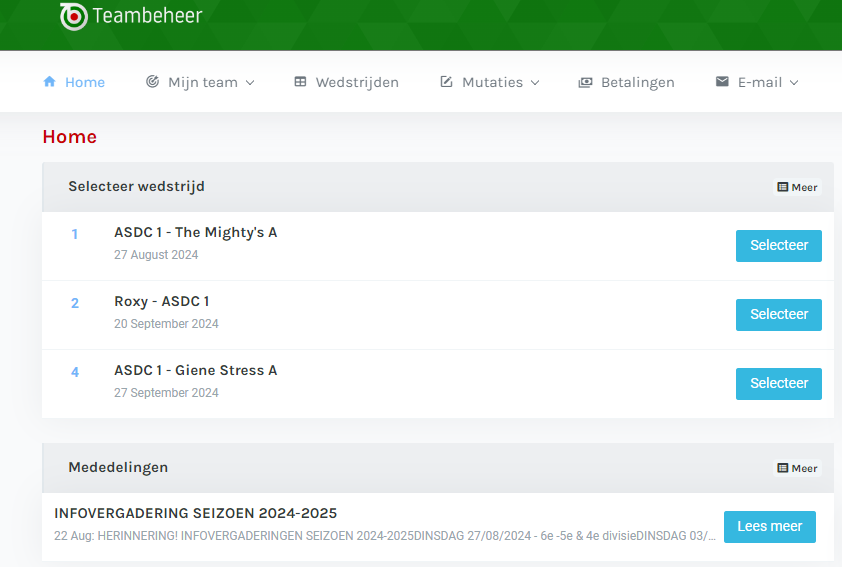 Teambeheer
Home Mijn team Wedstrijden Mutaties Betalingen E-mail
Home
Selecteer wedstrijd Meer
1 ASDC 1 - The Mighty's A
27 August 2024
Selecteer
2 Roxy - ASDC 1
20 September 2024
Selecteer
4 ASDC 1 - Giene Stress A
27 September 2024
Selecteer
Mededelingen Meer
INFOVERGADERING SEIZOEN 2024-2025
22 Aug: HERINNERING! INFOVERGADERINGEN SEIZOEN 2024-2025DINSDAG 27/08/2024 - 6e -5e & 4e divisieDINSDAG 03/...
Lees meer